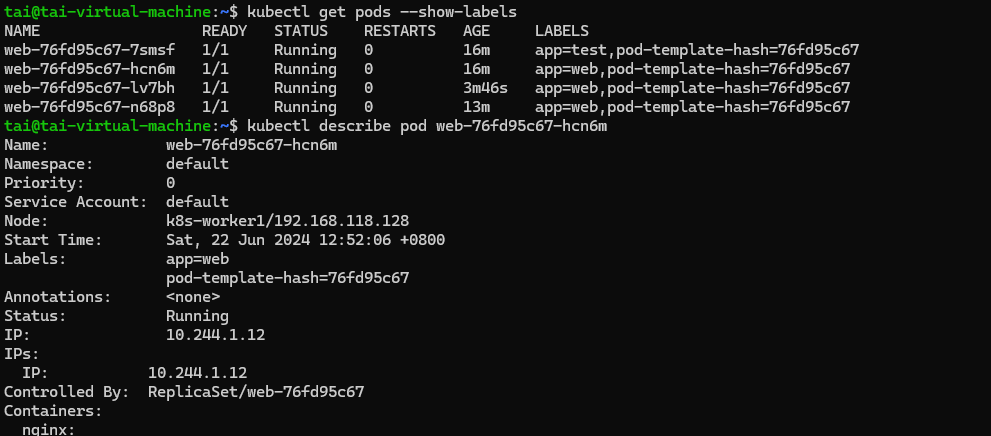 tai@tai-virtual-machine:~$ kubectl get pods --show-labels
NAME                  READY   STATUS    RESTARTS   AGE     LABELS
web-76fd95c67-7smsf   1/1     Running   0          16m     app=test,pod-template-hash=76fd95c67
web-76fd95c67-hcn6m   1/1     Running   0          16m     app=web,pod-template-hash=76fd95c67
web-76fd95c67-lv7bh   1/1     Running   0          3m46s   app=web,pod-template-hash=76fd95c67
web-76fd95c67-n68p8   1/1     Running   0          13m     app=web,pod-template-hash=76fd95c67
tai@tai-virtual-machine:~$ kubectl describe pod web-76fd95c67-hcn6m
Name:             web-76fd95c67-hcn6m
Namespace:        default
Priority:         0
Service Account:  default
Node:             k8s-worker1/192.168.118.128
Start Time:       Sat, 22 Jun 2024 12:52:06 +0800
Labels:           app=web
                  pod-template-hash=76fd95c67
Annotations:      <none>
Status:           Running
IP:               10.244.1.12
IPs:
  IP:           10.244.1.12
Controlled By:  ReplicaSet/web-76fd95c67
Containers:
  nginx: